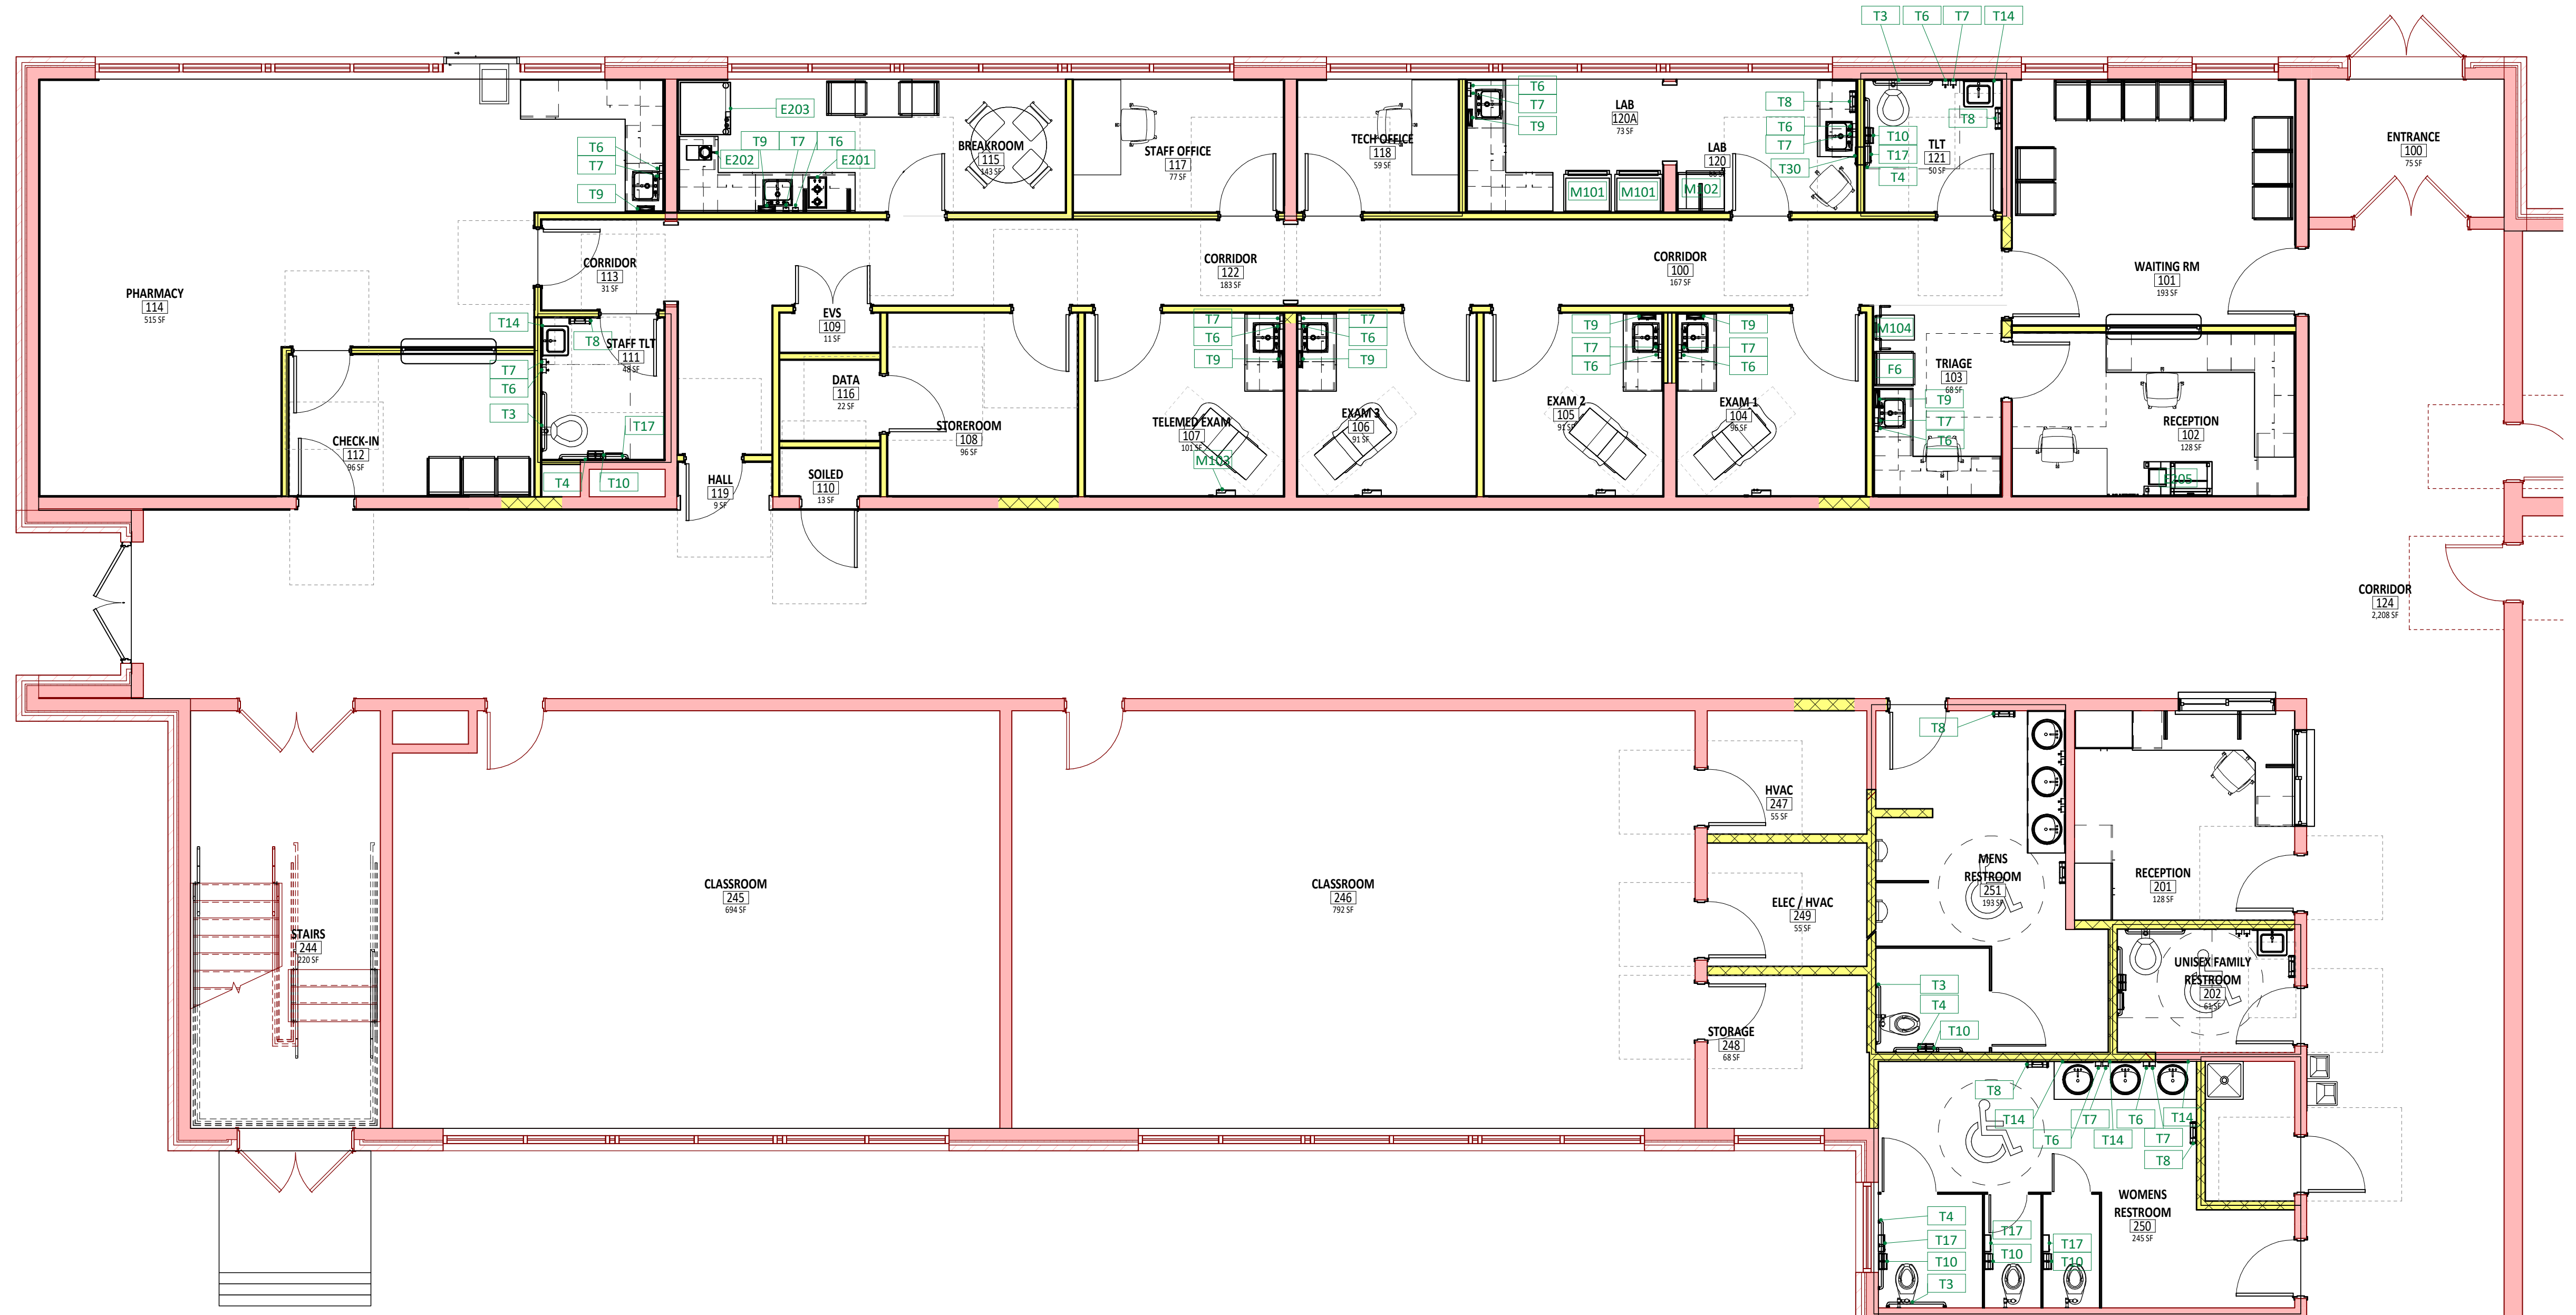 T3 T6 T7 T14
E203
T9 T7 T6
E202 E201
T6
T7
T9
BREAKROOM
115
143 SF
STAFF OFFICE
117
77 SF
TECH OFFICE
118
59 SF
T6
T7
T9
LAB
120A
73 SF
LAB
120
M101 M101 M102
T8
T6
T7
T30
T10
T17
T4
T8
TLT
121
50 SF
ENTRANCE
100
75 SF
PHARMACY
114
515 SF
CORRIDOR
113
31 SF
CORRIDOR
122
183 SF
CORRIDOR
100
167 SF
WAITING RM
101
193 SF
T14
T8
STAFF TLT
111
48 SF
T7
T6
T3
T17
T4 T10
CHECK-IN
112
96 SF
EVS
109
11 SF
DATA
116
22 SF
STOREROOM
108
96 SF
HALL
119
9 SF
SOILED
110
13 SF
T7
T6
T9
TELEMED EXAM
107
101 SF
M103
T7
T6
T9
EXAM 3
106
91 SF
T9
T7
T6
EXAM 2
105
91 SF
T9
T7
T6
EXAM 1
104
96 SF
M104
F6
TRIAGE
103
68 SF
T9
T7
T6
RECEPTION
102
128 SF
CORRIDOR
124
2,208 SF
STAIRS
244
220 SF
CLASSROOM
245
694 SF
CLASSROOM
246
792 SF
HVAC
247
55 SF
ELEC / HVAC
249
55 SF
STORAGE
248
68 SF
T8
MENS
RESTROOM
251
193 SF
RECEPTION
201
128 SF
UNISEX FAMILY
RESTROOM
202
61 SF
T3
T4
T10
T8
T14 T7 T6 T14
T6 T14 T7
T8
WOMENS
RESTROOM
250
245 SF
T4
T17
T10
T3
T17
T10
T17
T10